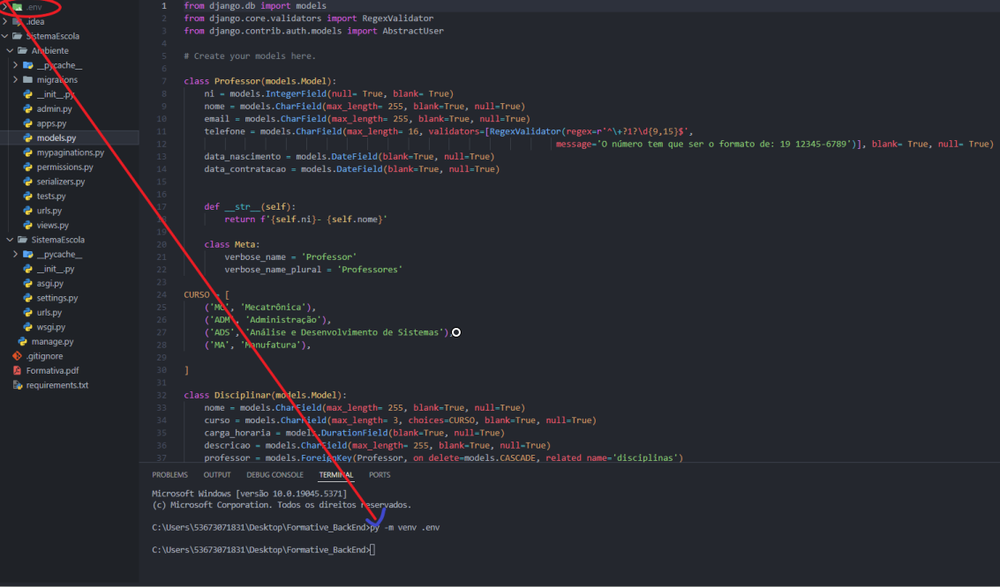 .env
.idea
SistemaEscola
Ambiente
__pycache__
migrations
__init__.py
admin.py
apps.py
models.py
mypaginations.py
permissions.py
serializers.py
tests.py
urls.py
views.py
SistemaEscola
__pycache__
__init__.py
asgi.py
settings.py
urls.py
wsgi.py
manage.py
.gitignore
Formativa.pdf
requirements.txt
1 from django.db import models
2 from django.core.validators import RegexValidator
3 from django.contrib.auth.models import AbstractUser
4
5 # Create your models here.
6
7 class Professor(models.Model):
8 ni = models.IntegerField(null= True, blank= True)
9 nome = models.CharField(max_length= 255, blank=True, null=True)
10 email = models.CharField(max_length= 255, blank=True, null=True)
11 telefone = models.CharField(max_length= 16, validators=[RegexValidator(regex=r'^\+?1?\d{9,15}$',
12 message='O número tem que ser o formato de: 19 12345-6789')], blank= True, null= True)
13 data_nascimento = models.DateField(blank=True, null=True)
14 data_contratacao = models.DateField(blank=True, null=True)
15
16
17 def __str__(self):
18 return f'{self.ni}- {self.nome}'
19
20 class Meta:
21 verbose_name = 'Professor'
22 verbose_name_plural = 'Professores'
23
24 CURSO = [
25 ('MC', 'Mecatrônica'),
26 ('ADM', 'Administração'),
27 ('ADS', 'Análise e Desenvolvimento de Sistemas'),
28 ('MA', 'Manufatura'),
29
30 ]
31
32 class Disciplinar(models.Model):
33 nome = models.CharField(max_length= 255, blank=True, null=True)
34 curso = models.CharField(max_length= 3, choices=CURSO, blank=True, null=True)
35 carga_horaria = models.DurationField(blank=True, null=True)
36 descricao = models.CharField(max_length= 255, blank=True, null=True)
37 professor = models.ForeignKey(Professor, on_delete=models.CASCADE, related_name='disciplinas')
PROBLEMS OUTPUT DEBUG CONSOLE TERMINAL PORTS
Microsoft Windows [versão 10.0.19045.5371]
(c) Microsoft Corporation. Todos os direitos reservados.
C:\Users\53673071831\Desktop\Formative_BackEnd>py -m venv .env
C:\Users\53673071831\Desktop\Formative_BackEnd>